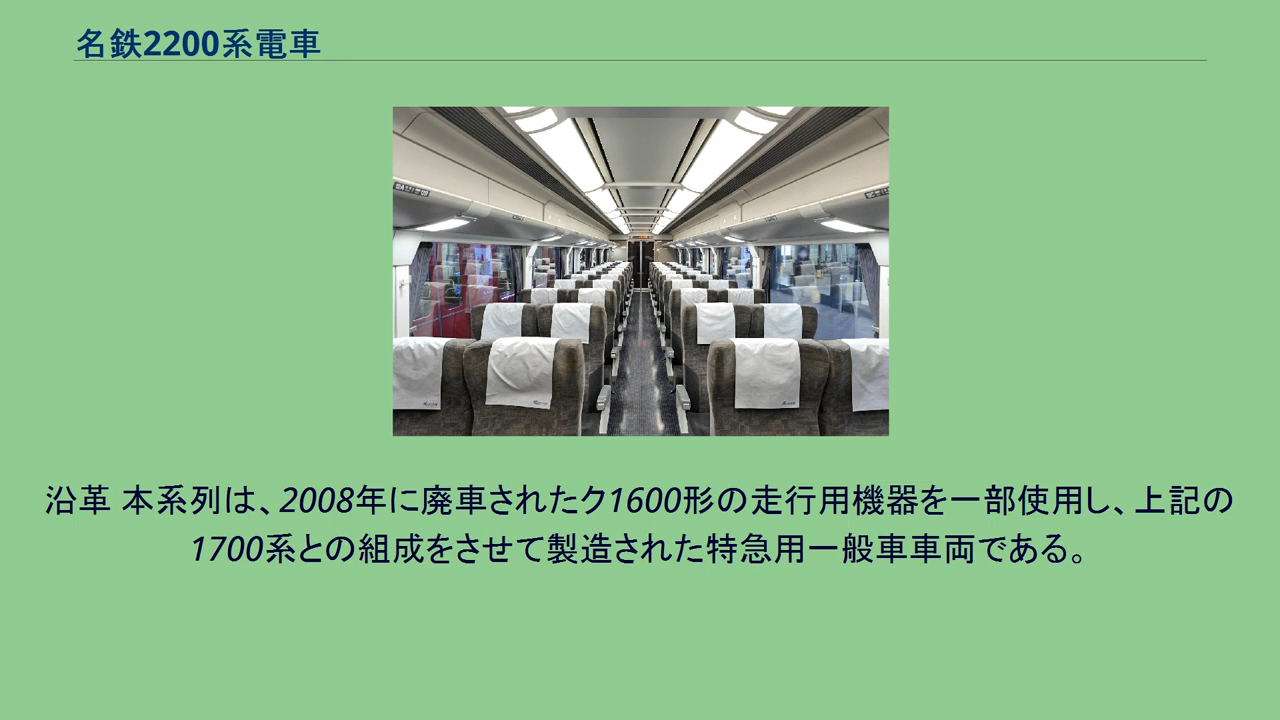 名鉄2200系電車
沿革 本系列は、2008年に廃車されたク1600形の走行用機器を一部使用し、上記の
1700系との組成をさせて製造された特急用一般車車両である。